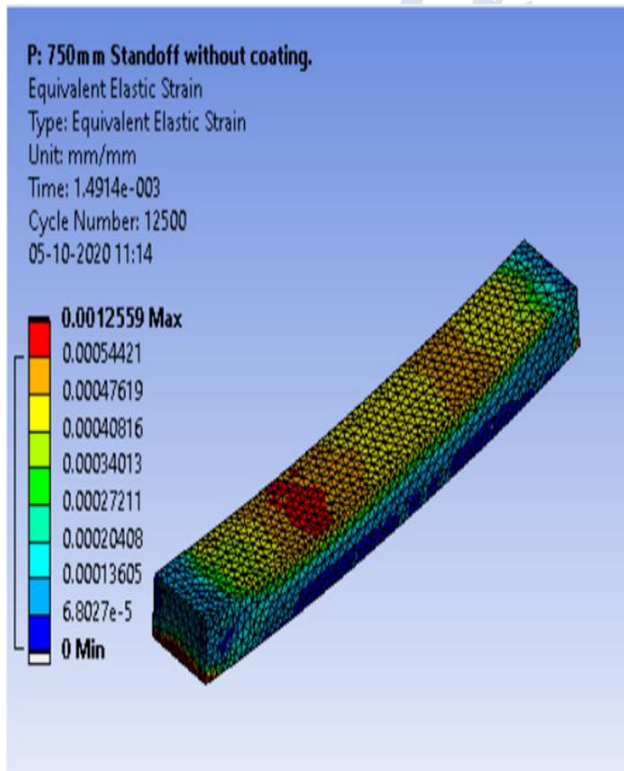 P: 750mm Standoff without coating.
Equivalent Elastic Strain
Type: Equivalent Elastic Strain
Unit: mm/mm
Time: 1.4914e-003
Cycle Number: 12500
05-10-2020 11:14
0.0012559 Max
0.00054421
0.00047619
0.00040816
0.00034013
0.00027211
0.00020408
0.00013605
6.8027e-5
0 Min